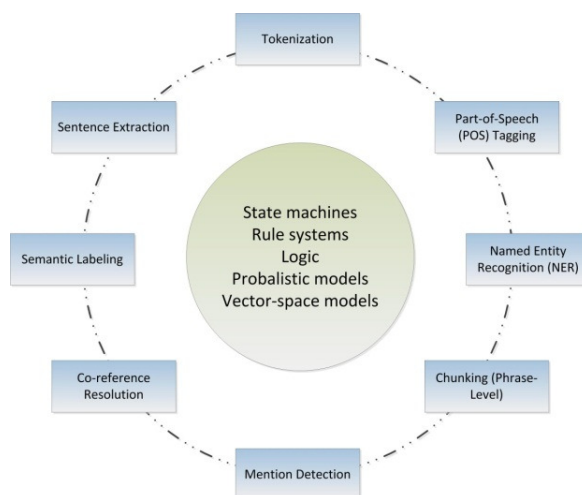 Tokenization
Sentence Extraction
Part-of-Speech
(POS) Tagging
State machines
Rule systems
Logic
Probalistic models
Vector-space models
Semantic Labeling
Named Entity
Recognition (NER)
Co-reference
Resolution
Chunking (Phrase-
Level)
Mention Detection